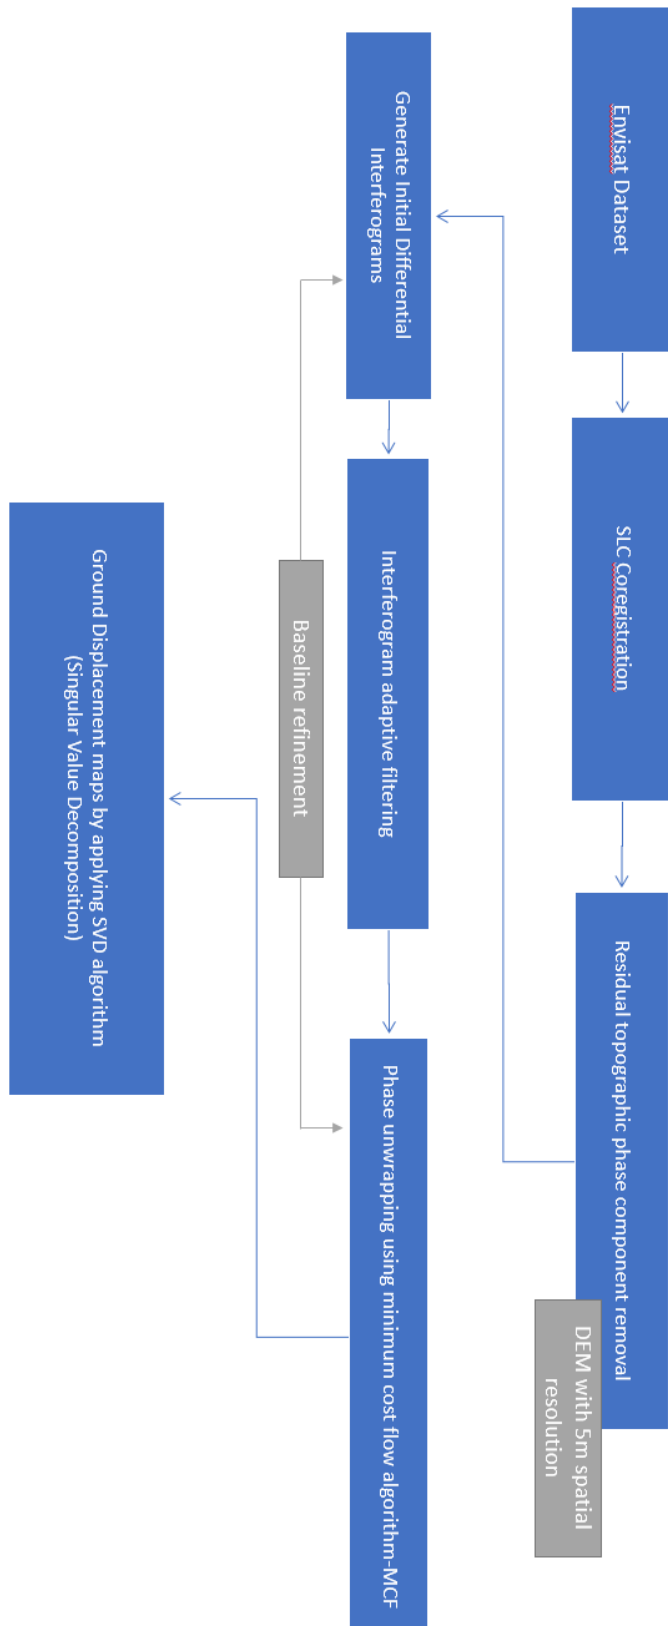 Envisat Dataset
SLC Coregistration
Residual topographic phase component removal
DEM with 5m spatial
resolution
Generate Initial Differential
Interferograms
Interferogram adaptive filtering
Phase unwrapping using minimum cost flow algorithm-MCF
Baseline refinement
Ground Displacement maps by applying SVD algorithm
(Singular Value Decomposition)